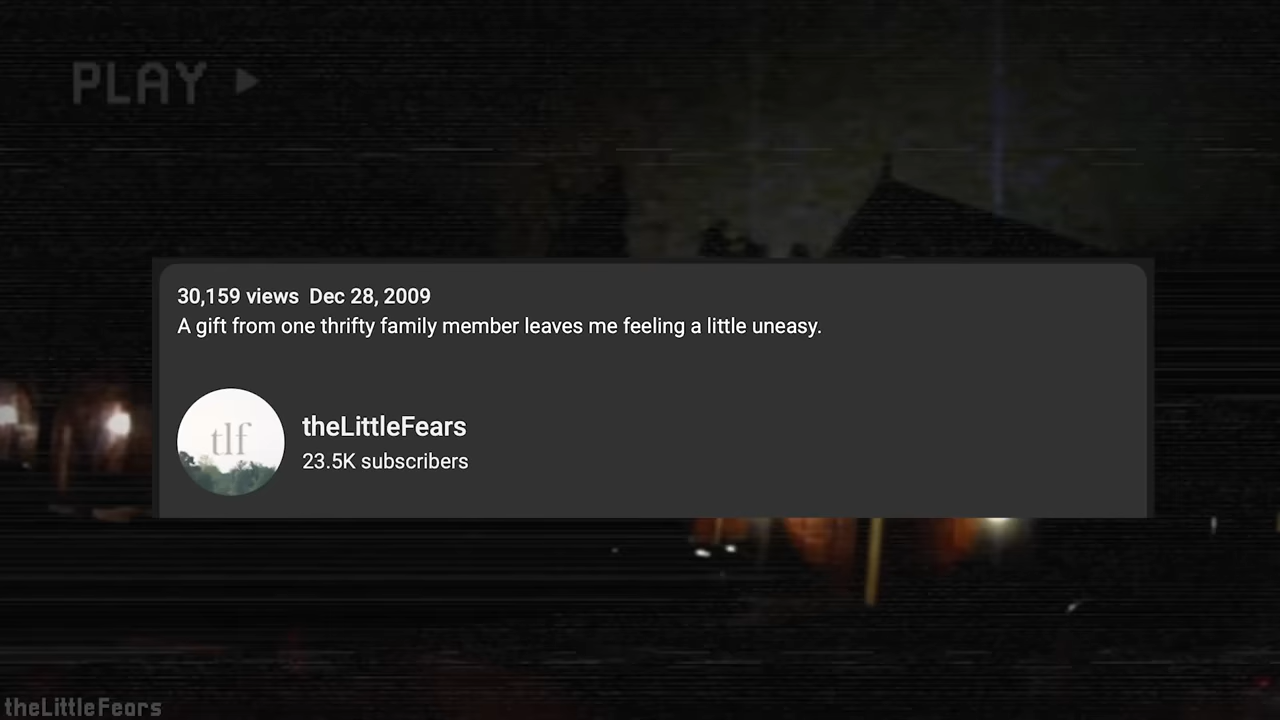 PLAY
30,159 views Dec 28, 2009
A gift from one thrifty family member leaves me feeling a little uneasy.
tlf
theLittleFears
23.5K subscribers
theLittleFears